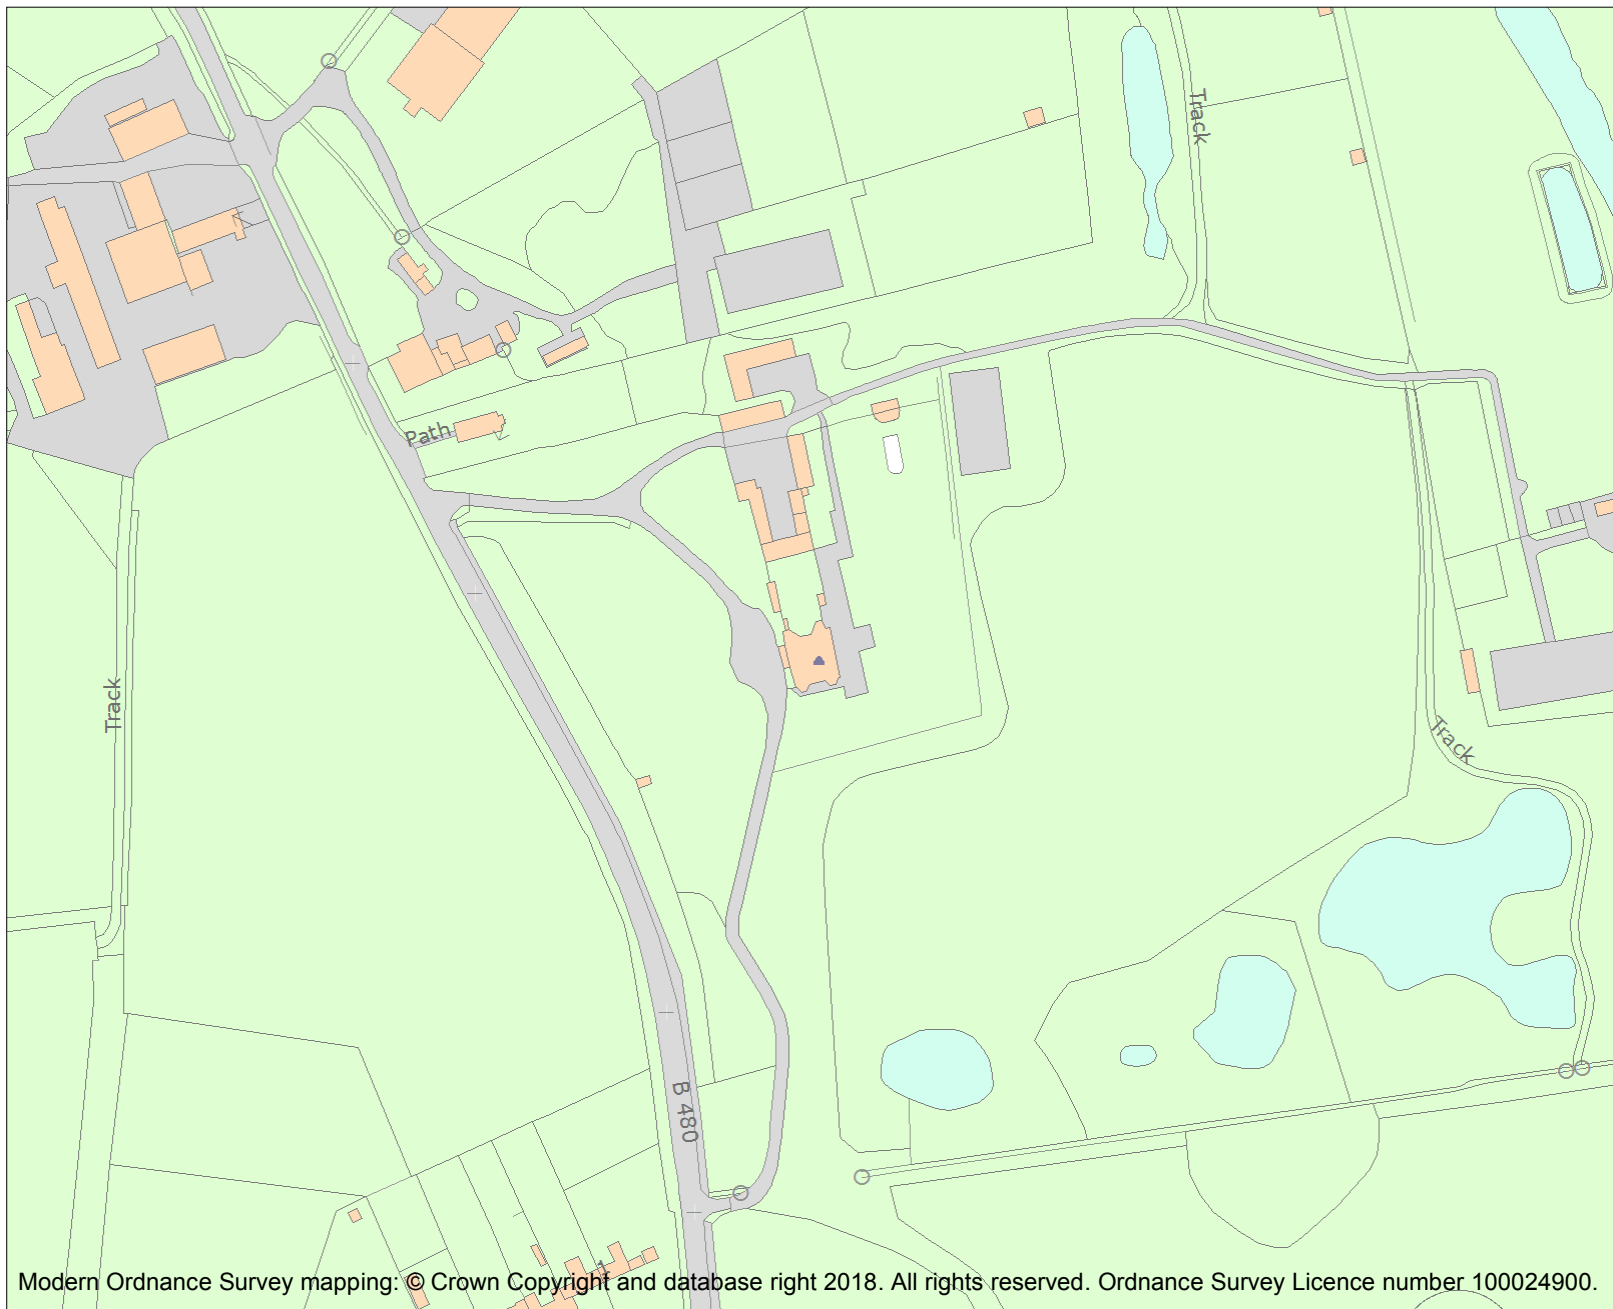 Track
Path
Track
Track
B 480
Modern Ordnance Survey mapping: © Crown Copyright and database right 2018. All rights reserved. Ordnance Survey Licence number 100024900.